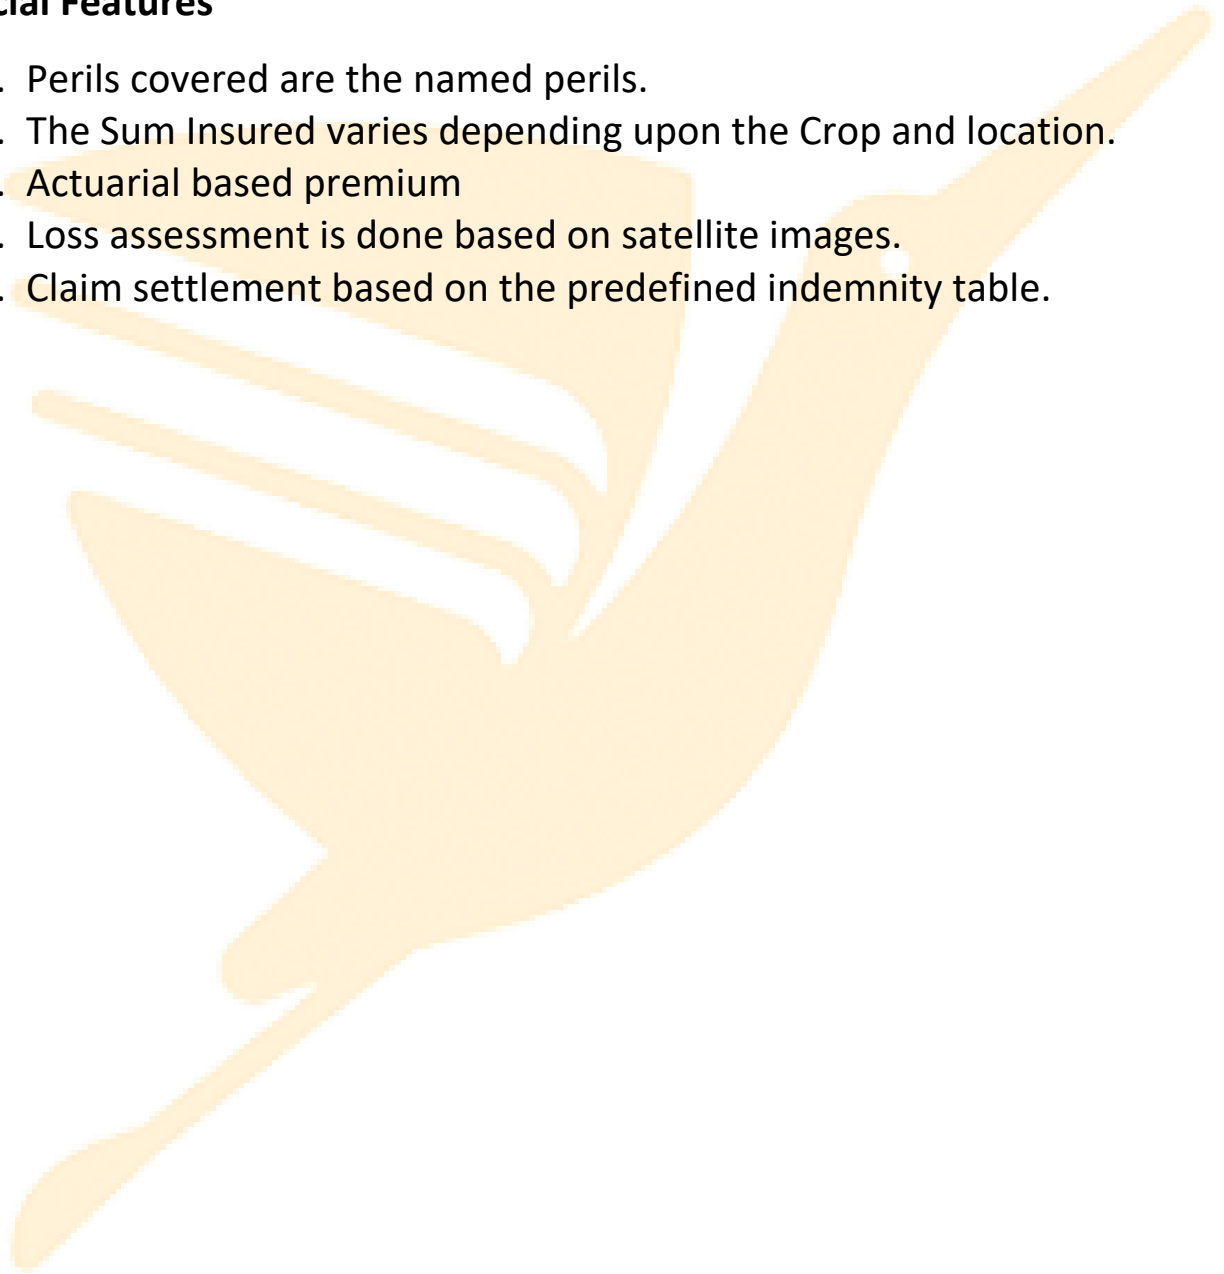 cial Features
. Perils covered are the named perils.
. The Sum Insured varies depending upon the Crop and location.
. Actuarial based premium
. Loss assessment is done based on satellite images.
. Claim settlement based on the predefined indemnity table.